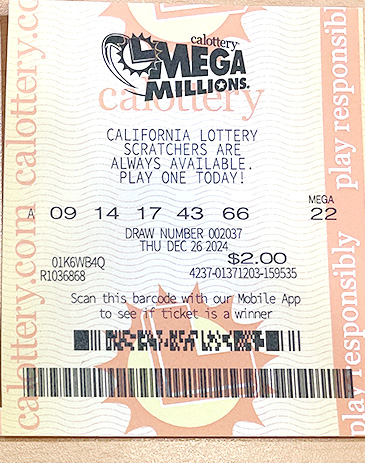 calottery
MEGA
MILLIONS.
calottery
CALIFORNIA LOTTERY
SCRATCHERS ARE
ALWAYS AVAILABLE.
PLAY ONE TODAY!
MEGA
A 09 14 17 43 66 22
DRAW NUMBER 002037
THU DEC 26 2024
01K6WB4Q $2.00
R1036868 4237-01371203-159535
Scan this barcode with our Mobile App
to see if ticket is a winner
calottery.com calottery.co
play responsibly play responsibl